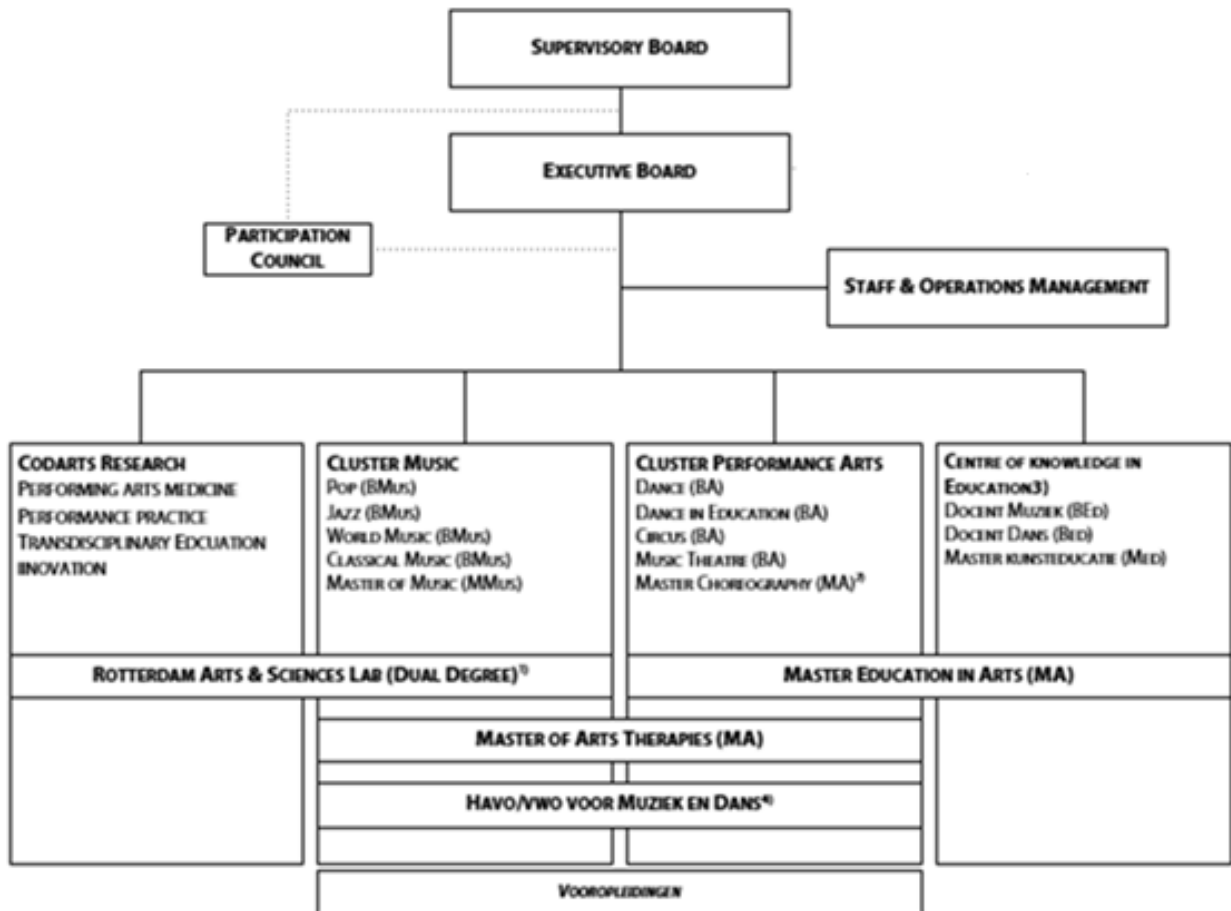 SUPERVISORY BOARD
EXECUTIVE BOARD
PARTICIPATION
COUNCIL
STAFF & OPERATIONS MANAGEMENT
CODARTS RESEARCH
PERFORMING ARTS MEDICINE
PERFORMANCE PRACTICE
TRANSDISCIPLINARY EDCUATION
IINOVATION
CLUSTER MUSIC
POP (BMUS)
JAZZ (BMUS)
WORLD MUSIC (BMUS)
CLASSICAL MUSIC (BMUS)
MASTER OF MUSIC (MMUS)
CLUSTER PERFORMANCE ARTS
DANCE (BA)
DANCE IN EDUCATION (BA)
CIRCUS (BA)
MUSIC THEATRE (BA)
MASTER CHOREOGRAPHY (MA)2)
CENTRE OF KNOWLEDGE IN
EDUCATION3)
DOCENT MUZIEK (BED)
DOCENT DANS (BED)
MASTER KUNSTEDUCATIE (MED)
ROTTERDAM ARTS & SCIENCES LAB (DUAL DEGREE)1)
MASTER EDUCATION IN ARTS (MA)
MASTER OF ARTS THERAPIES (MA)
HAVO/VWO VOOR MUZIEK EN DANS4)
VOOROPLEIDINGEN